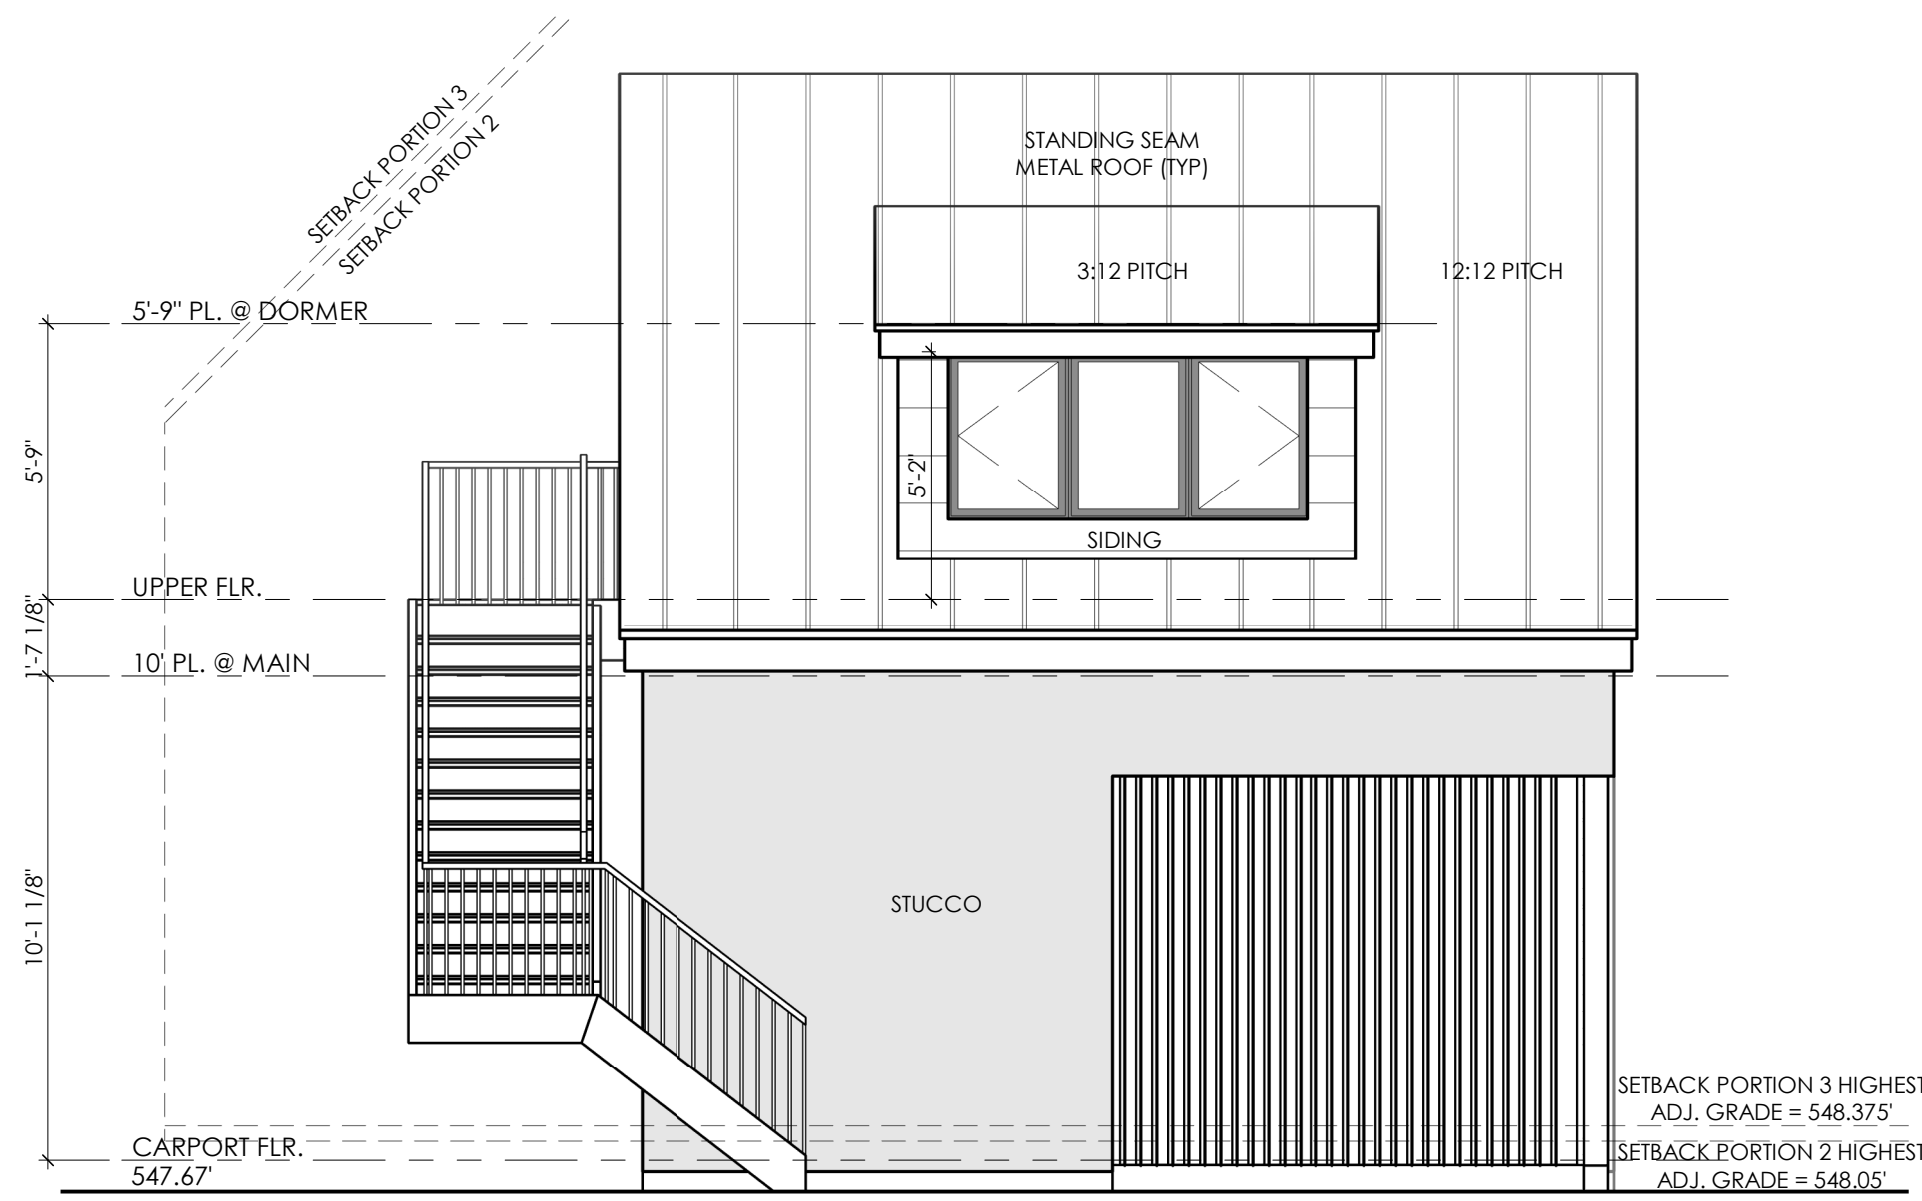 SETBACK PORTION 3
SETBACK PORTION 2
STANDING SEAM
METAL ROOF (TYP)
3:12 PITCH
12:12 PITCH
5'-9" PL. @ DORMER
5'-9"
5'-2"
SIDING
UPPER FLR.
1'-7 1/8"
10' PL. @ MAIN
10'-1 1/8"
STUCCO
SETBACK PORTION 3 HIGHEST
ADJ. GRADE = 548.375'
CARPORT FLR.
547.67'
SETBACK PORTION 2 HIGHEST
ADJ. GRADE = 548.05'